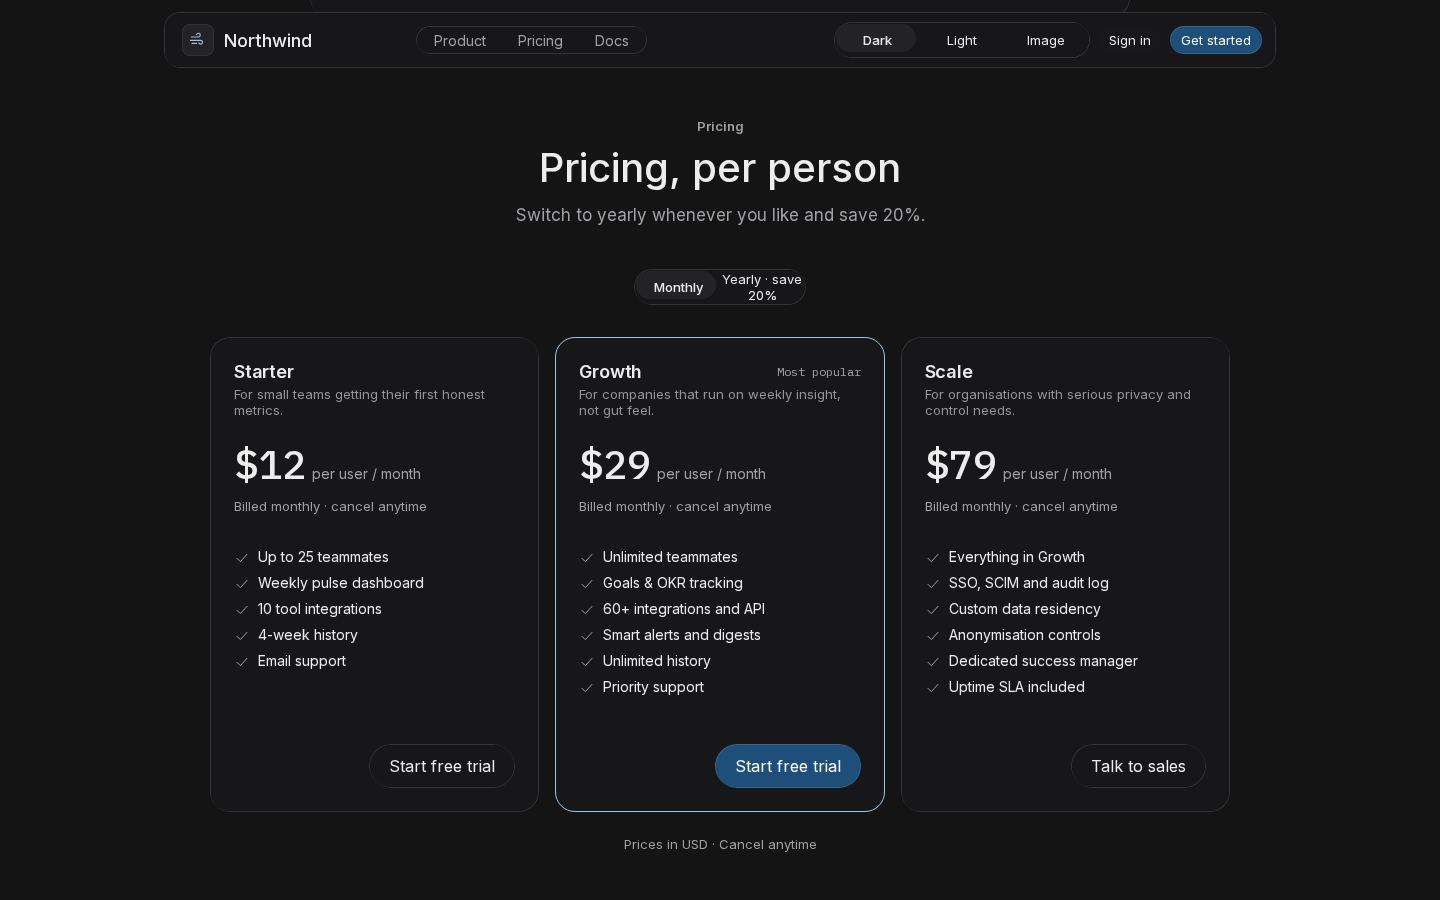 Northwind
Product
Pricing
Docs
Dark
Light
Image
Sign in
Get started
Pricing
Pricing, per person
Switch to yearly whenever you like and save 20%.
Monthly
Yearly · save
20%
Starter
For small teams getting their first honest
metrics.
$12 per user / month
Billed monthly · cancel anytime
Up to 25 teammates
Weekly pulse dashboard
10 tool integrations
4-week history
Email support
Start free trial
Growth
Most popular
For companies that run on weekly insight,
not gut feel.
$29 per user / month
Billed monthly · cancel anytime
Unlimited teammates
Goals & OKR tracking
60+ integrations and API
Smart alerts and digests
Unlimited history
Priority support
Start free trial
Scale
For organisations with serious privacy and
control needs.
$79 per user / month
Billed monthly · cancel anytime
Everything in Growth
SSO, SCIM and audit log
Custom data residency
Anonymisation controls
Dedicated success manager
Uptime SLA included
Talk to sales
Prices in USD · Cancel anytime